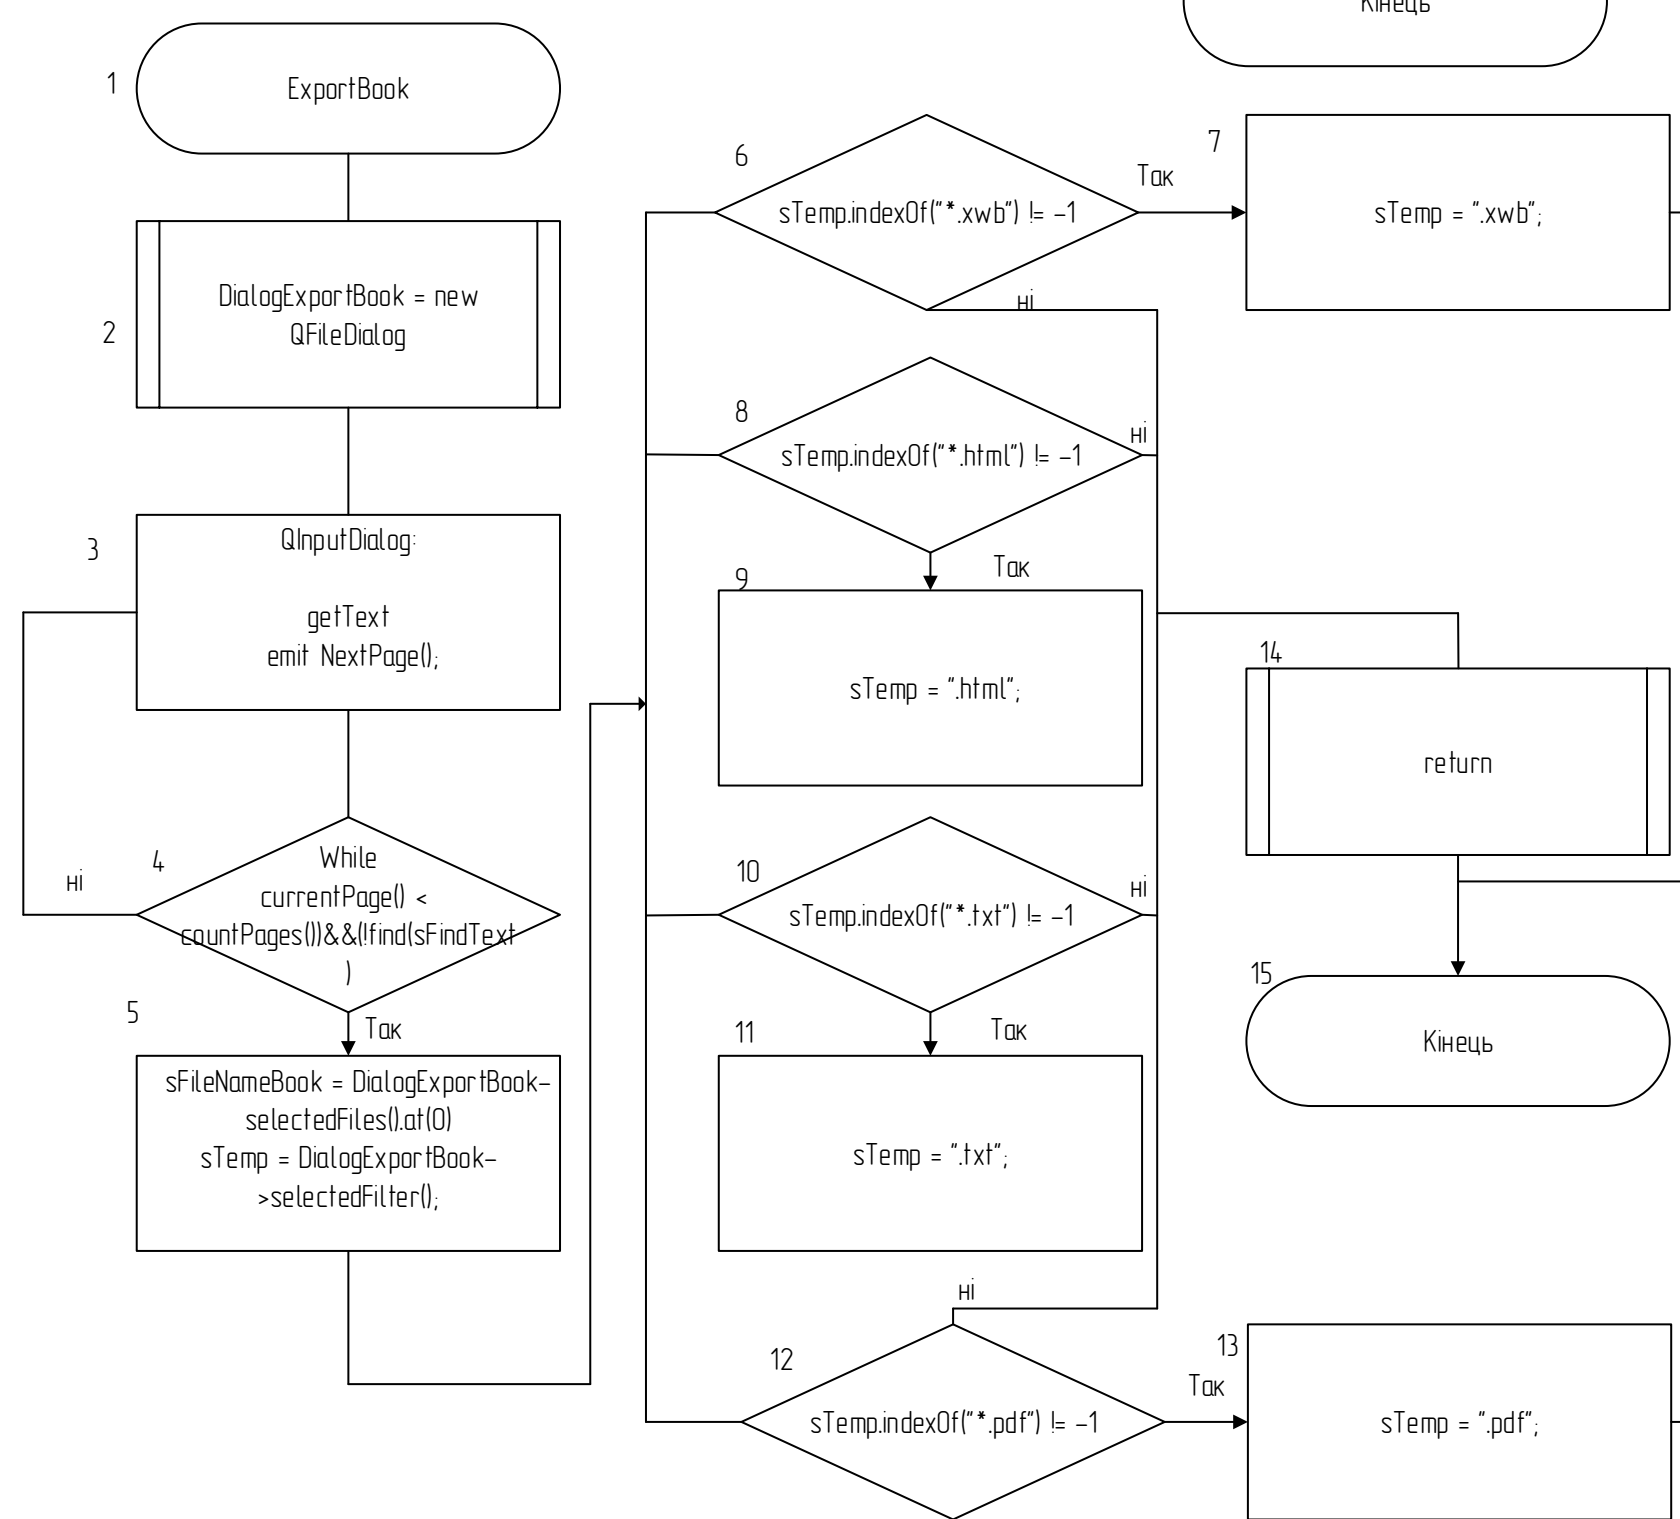 Кінець
1
ExportBook
2
DialogExportBook = new
QFileDialog
3
QInputDialog:
getText
emit NextPage();
4
ні
While
currentPage() <
countPages())&&(!find(sFindText
)
Так
5
sFileNameBook = DialogExportBook-
selectedFiles().at(0)
sTemp = DialogExportBook-
>selectedFilter();
6
sTemp.indexOf("*.xwb") != -1
Так
ні
7
sTemp = ".xwb";
8
sTemp.indexOf("*.html") != -1
ні
Так
9
sTemp = ".html";
10
sTemp.indexOf("*.txt") != -1
ні
Так
11
sTemp = ".txt";
ні
12
sTemp.indexOf("*.pdf") != -1
Так
13
sTemp = ".pdf";
14
return
15
Кінець